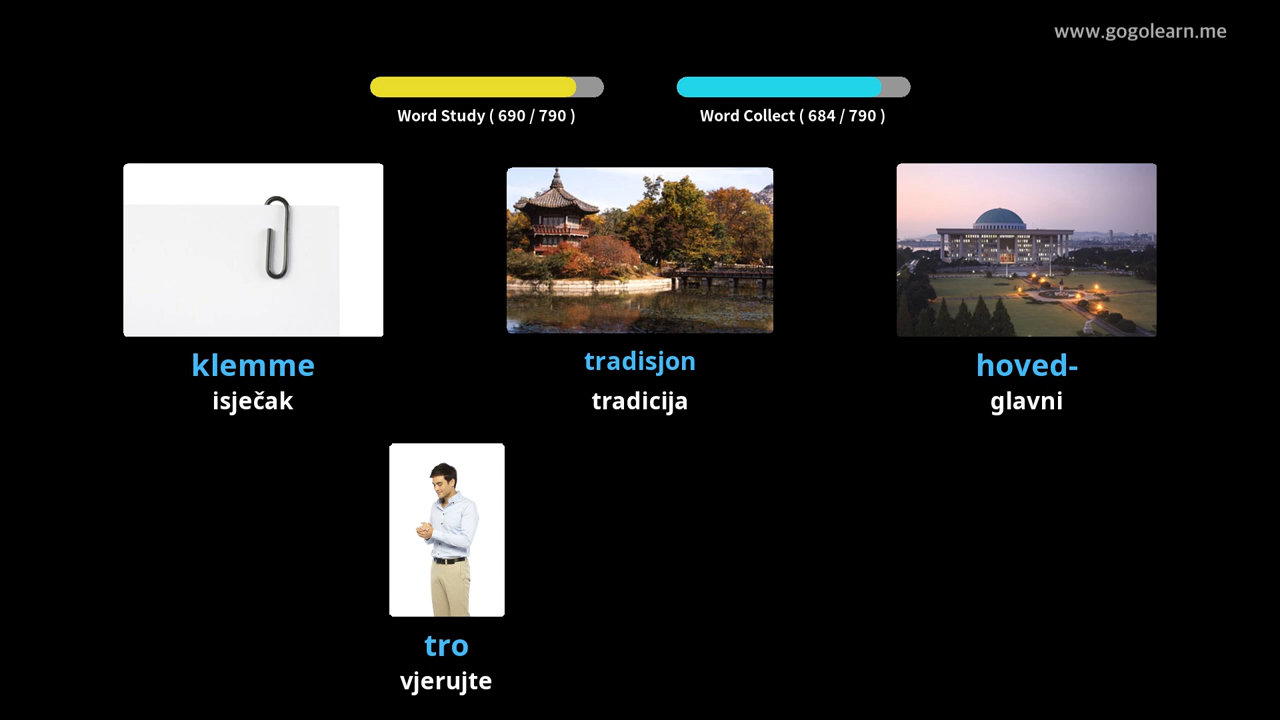 www.gogolearn.me
Word Study ( 690 / 790 )
Word Collect ( 684 / 790 )
klemme
isječak
tradisjon
tradicija
hoved-
glavni
tro
vjerujte